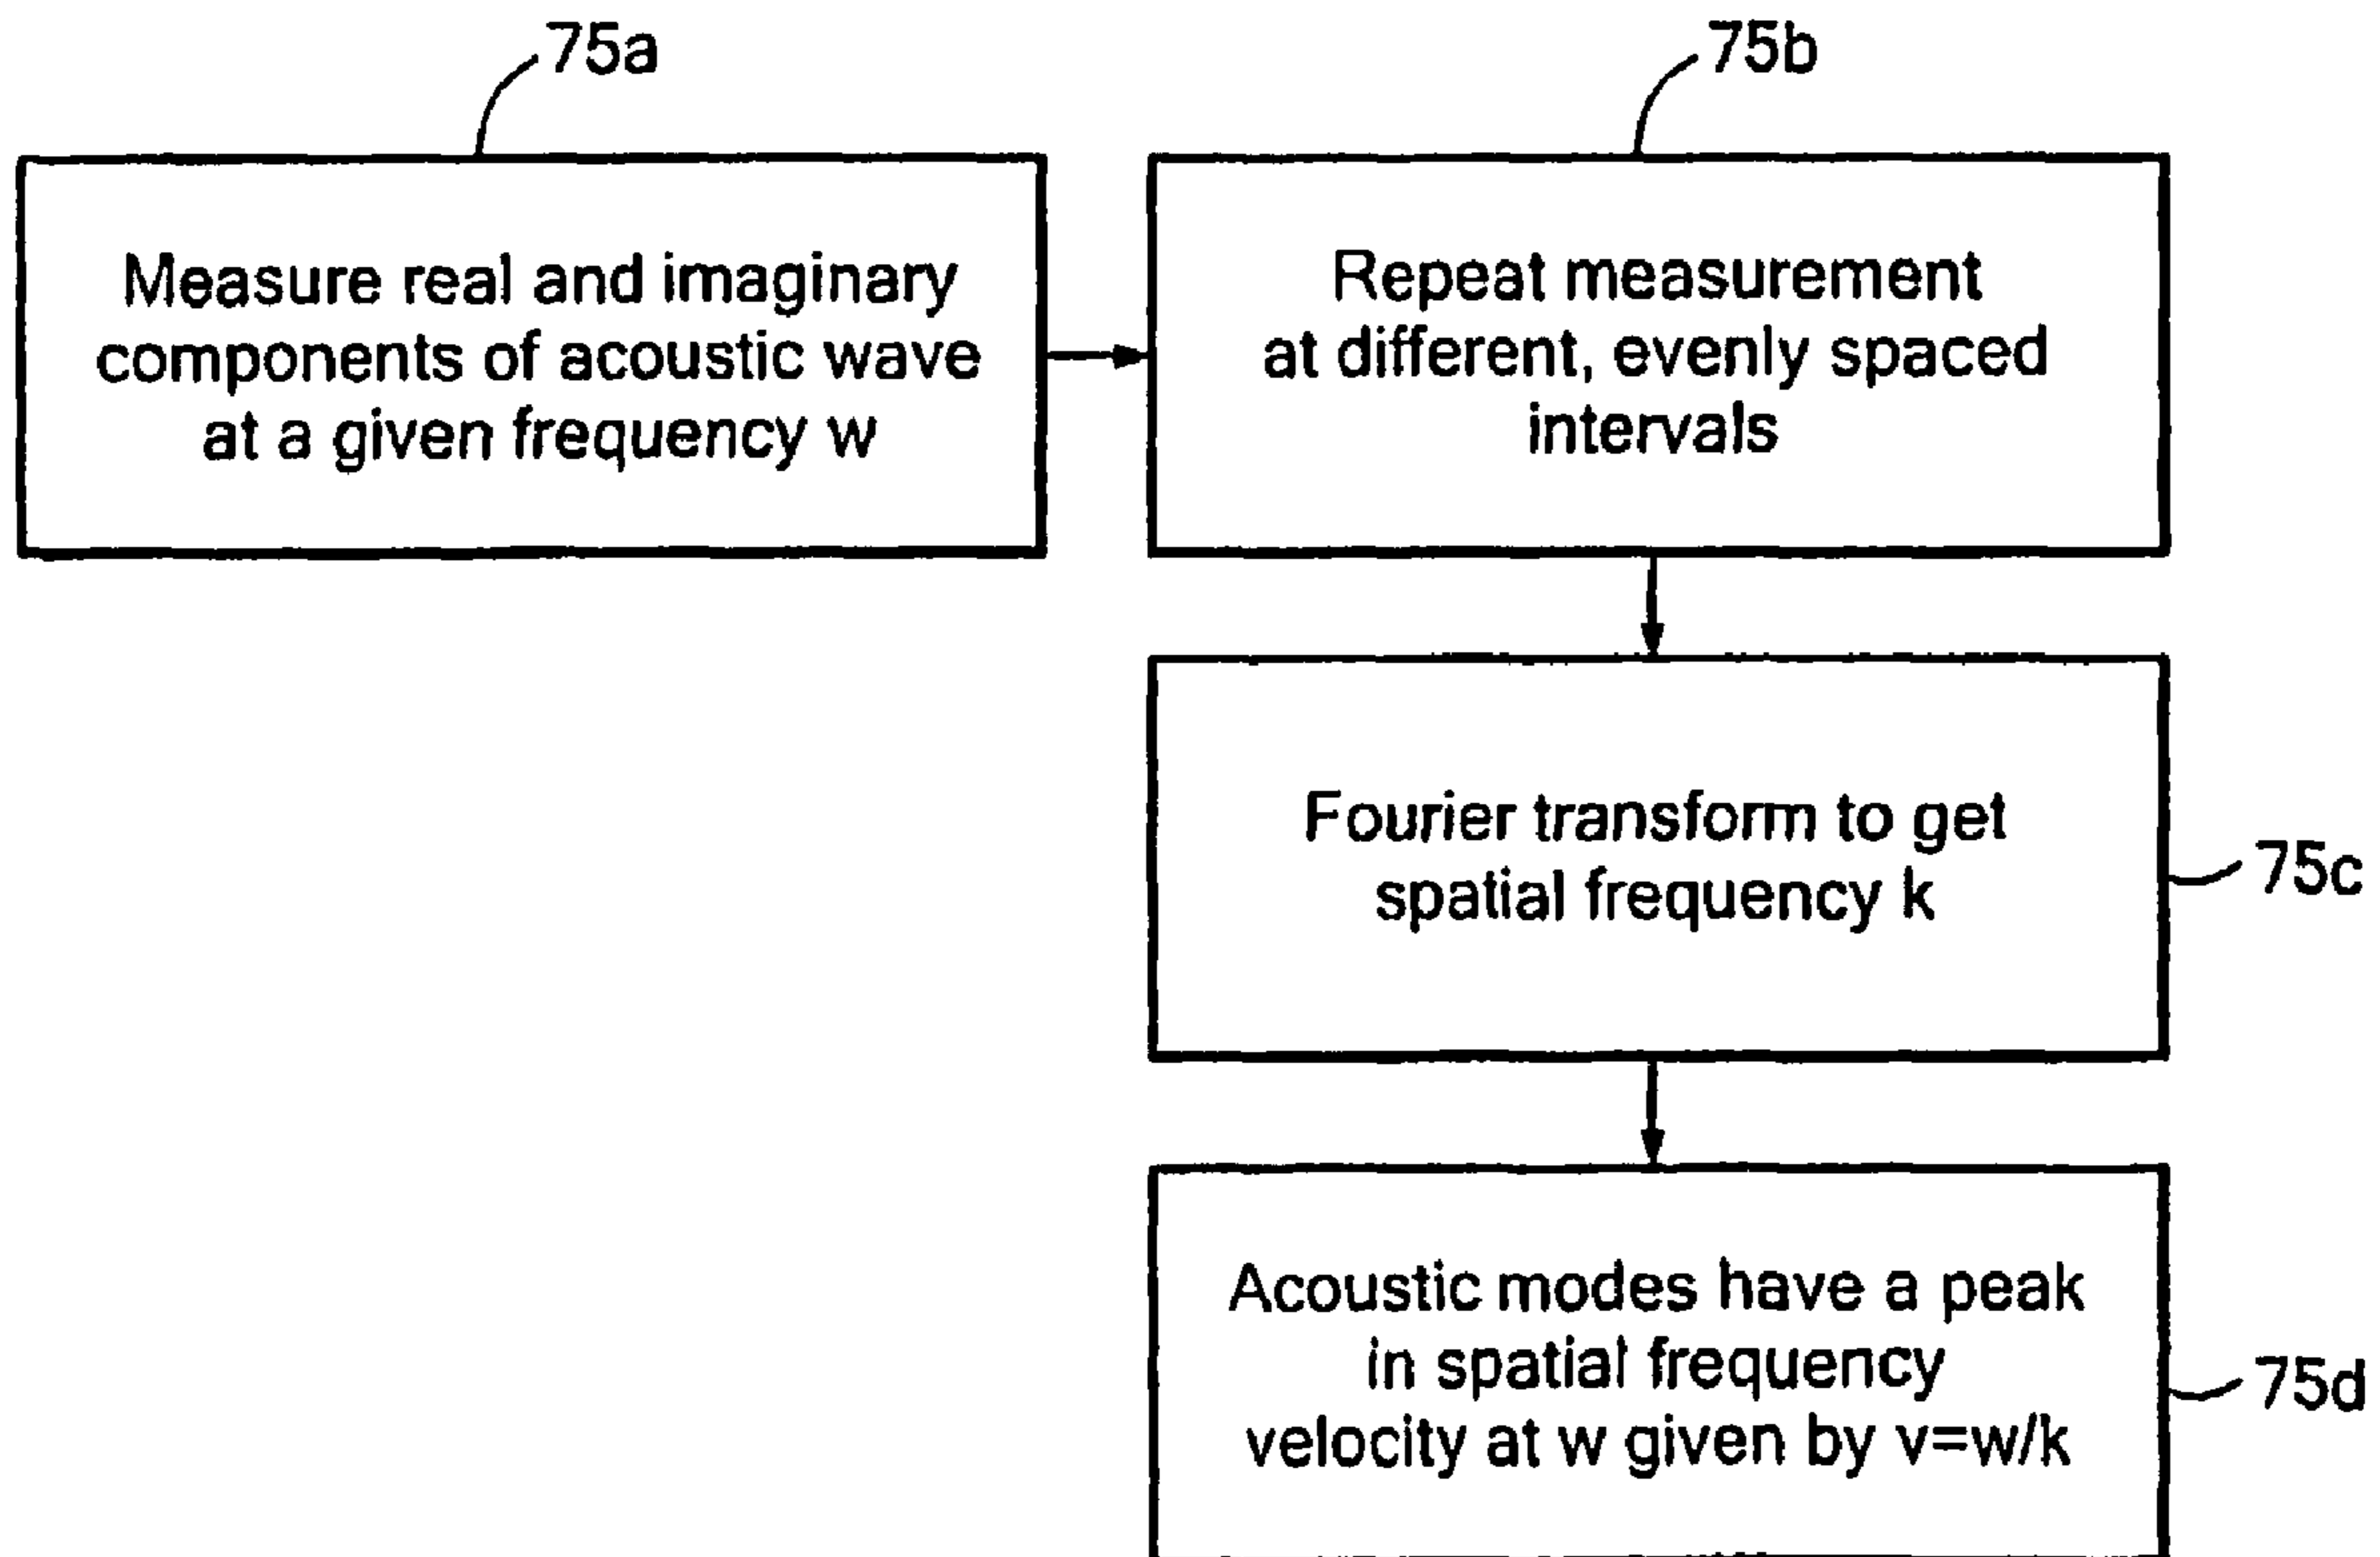 75a
75b
Measure real and imaginary
components of acoustic wave
at a given frequency w
Repeat measurement
at different, evenly spaced
intervals
Fourier transform to get
spatial frequency k
75c
Acoustic modes have a peak
in spatial frequency
velocity at w given by v=w/k
75d